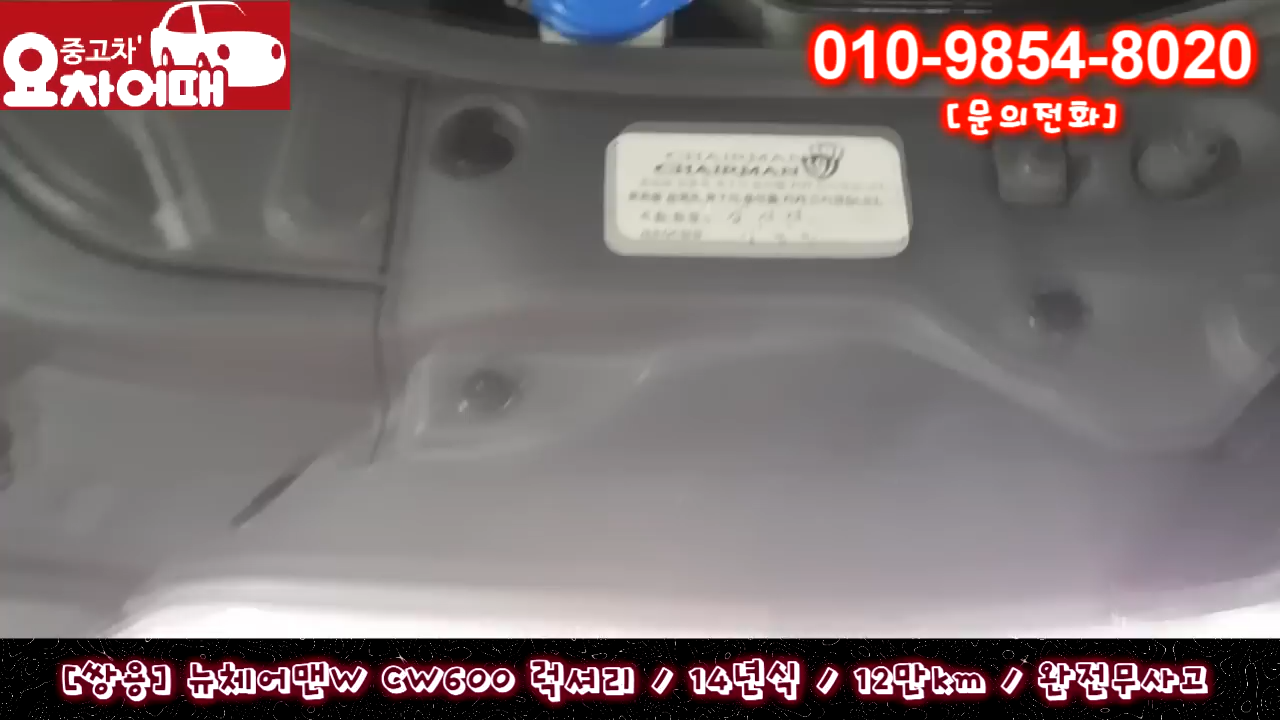 중고차'
요차어때
010-9854-8020
[문의전화]
CHAIRMAN
[쌍용] 뉴체어맨W CW600 럭셔리 / 14년식 / 12만km / 완전무사고